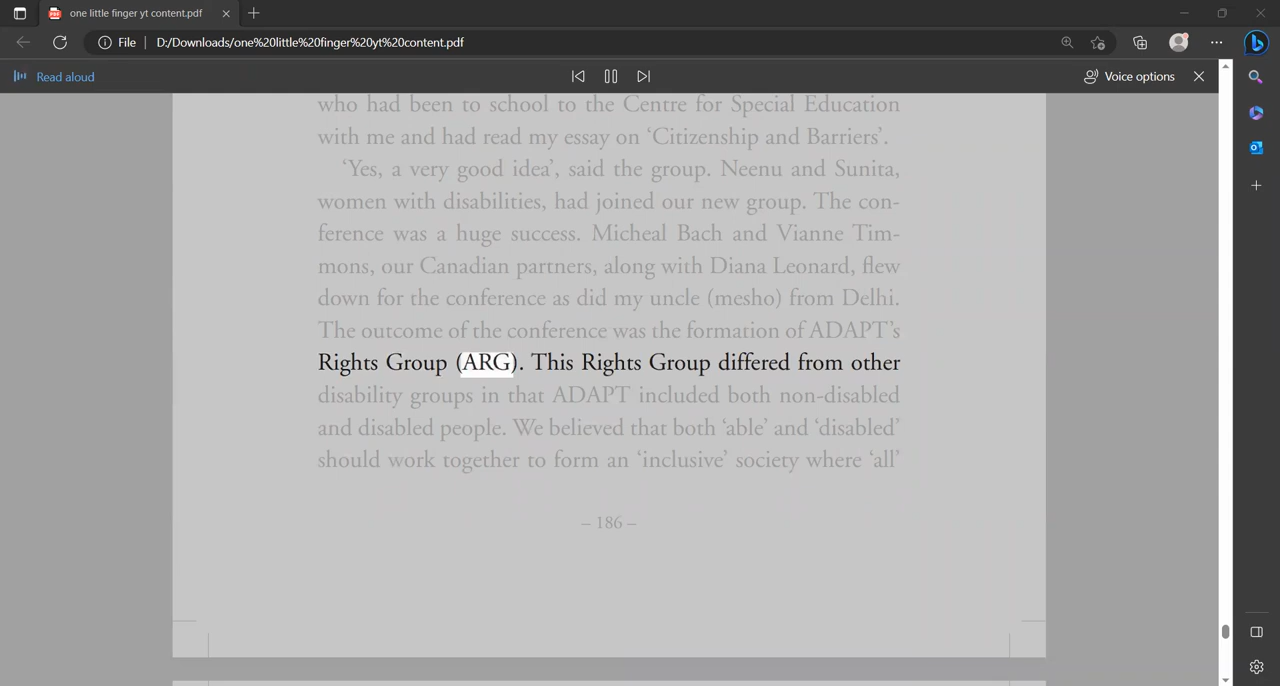 one little finger yt content.pdf
File
D:/Downloads/one%20little%20finger%20yt%20content.pdf
Read aloud
Voice options
who had been to school to the Centre for Special Education
with me and had read my essay on ‘Citizenship and Barriers’.
‘Yes, a very good idea’, said the group. Neenu and Sunita,
women with disabilities, had joined our new group. The con-
ference was a huge success. Micheal Bach and Vianne Tim-
mons, our Canadian partners, along with Diana Leonard, flew
down for the conference as did my uncle (mesho) from Delhi.
The outcome of the conference was the formation of ADAPT’s
Rights Group (ARG). This Rights Group differed from other
disability groups in that ADAPT included both non-disabled
and disabled people. We believed that both ‘able’ and ‘disabled’
should work together to form an ‘inclusive’ society where ‘all’
– 186 –